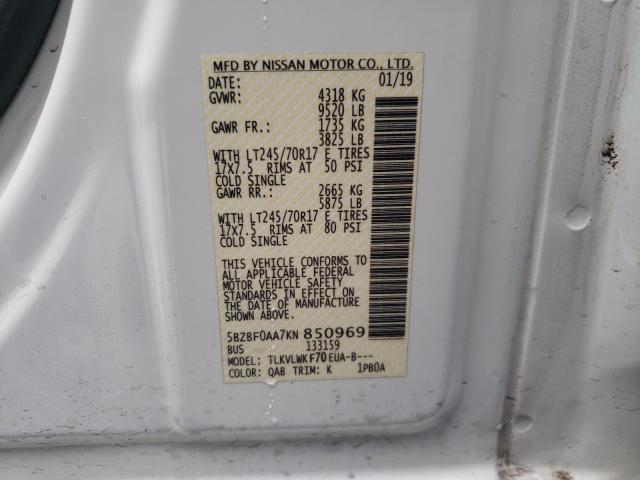 MFD BY NISSAN MOTOR CO., LTD.
DATE: 01/19
GVWR: 4318 KG
9520 LB
GAWR FR.: 1735 KG
3825 LB
WITH LT245/70R17 E TIRES
17X7.5 RIMS AT 50 PSI
COLD SINGLE
GAWR RR.: 2665 KG
5875 LB
WITH LT245/70R17 E TIRES
17X7.5 RIMS AT 80 PSI
COLD SINGLE
THIS VEHICLE CONFORMS TO
ALL APPLICABLE FEDERAL
MOTOR VEHICLE SAFETY
STANDARDS IN EFFECT ON
THE DATE OF MANUFACTURE
SHOWN ABOVE.
5BZBF0AA7KN 850969
BUS 133159
MODEL: TLKVLWKF70EUA-B---
COLOR: QAB TRIM: K 1PB0A